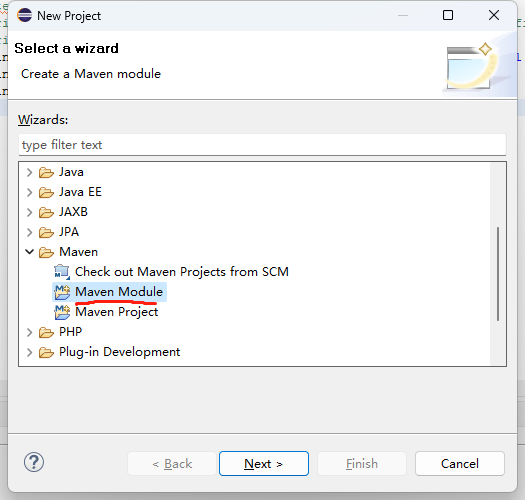 New Project
Select a wizard
Create a Maven module
Wizards:
type filter text
Java
Java EE
JAXB
JPA
Maven
Check out Maven Projects from SCM
Maven Module
Maven Project
PHP
Plug-in Development
?
< Back
Next >
Finish
Cancel